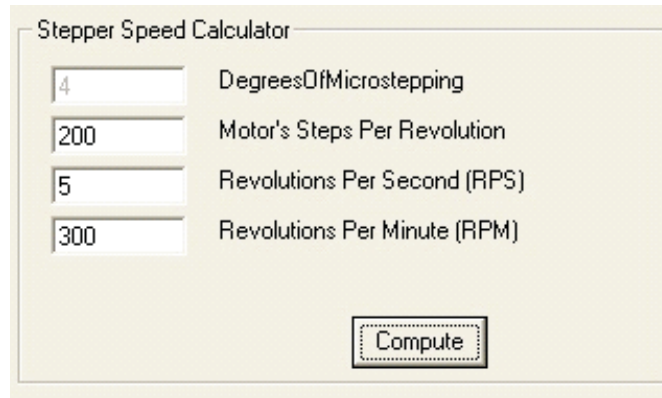 Stepper Speed Calculator
4 DegreesOfMicrostepping
200 Motor's Steps Per Revolution
5 Revolutions Per Second (RPS)
300 Revolutions Per Minute (RPM)
Compute